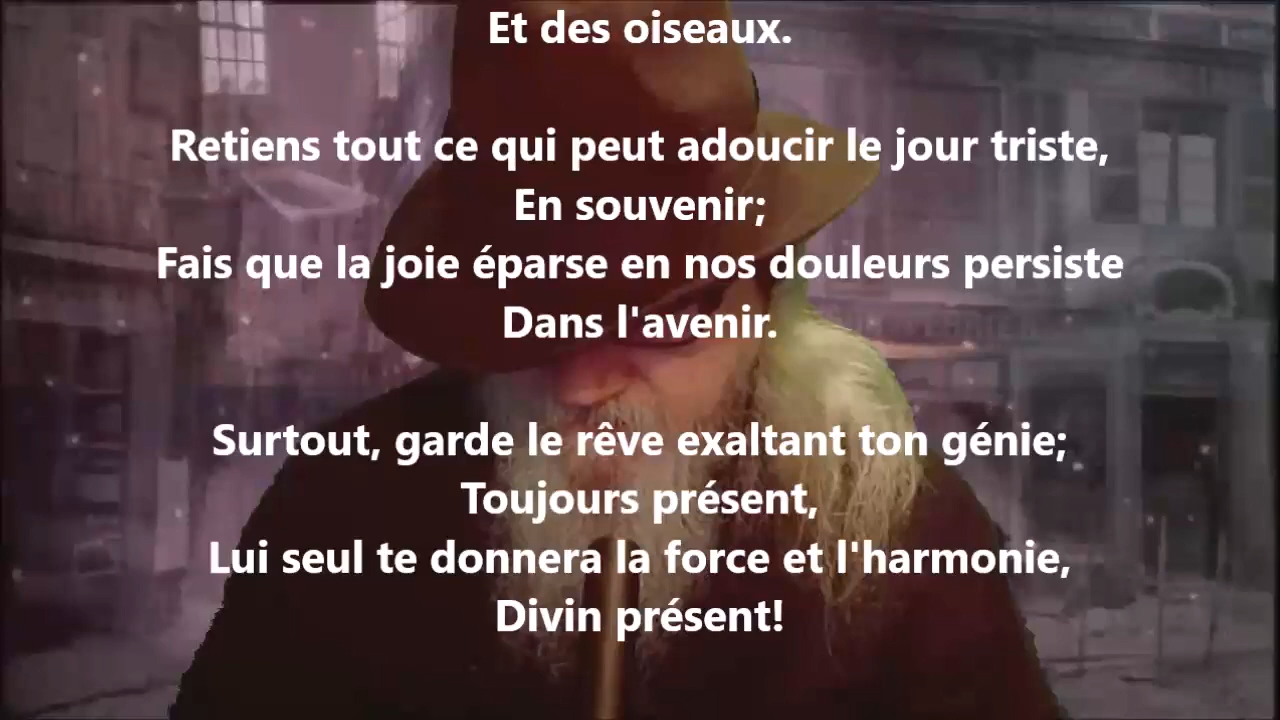 Et des oiseaux.
Retiens tout ce qui peut adoucir le jour triste,
En souvenir;
Fais que la joie éparse en nos douleurs persiste
Dans l'avenir.
Surtout, garde le rêve exaltant ton génie;
Toujours présent,
Lui seul te donnera la force et l'harmonie,
Divin présent!